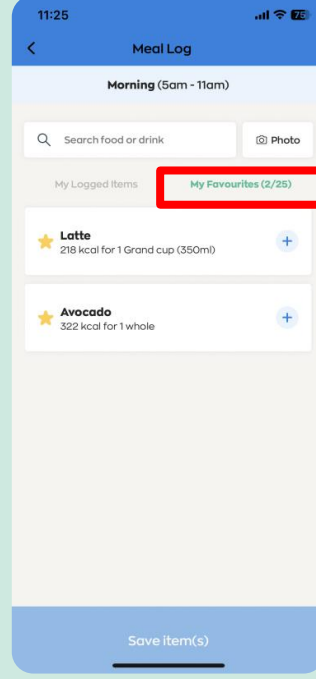 11:25
75
Meal Log
Morning (5am - 11am)
Search food or drink
Photo
My Logged Items
My Favourites (2/25)
Latte
218 kcal for 1 Grand cup (350ml)
+
Avocado
322 kcal for 1 whole
+
Save item(s)